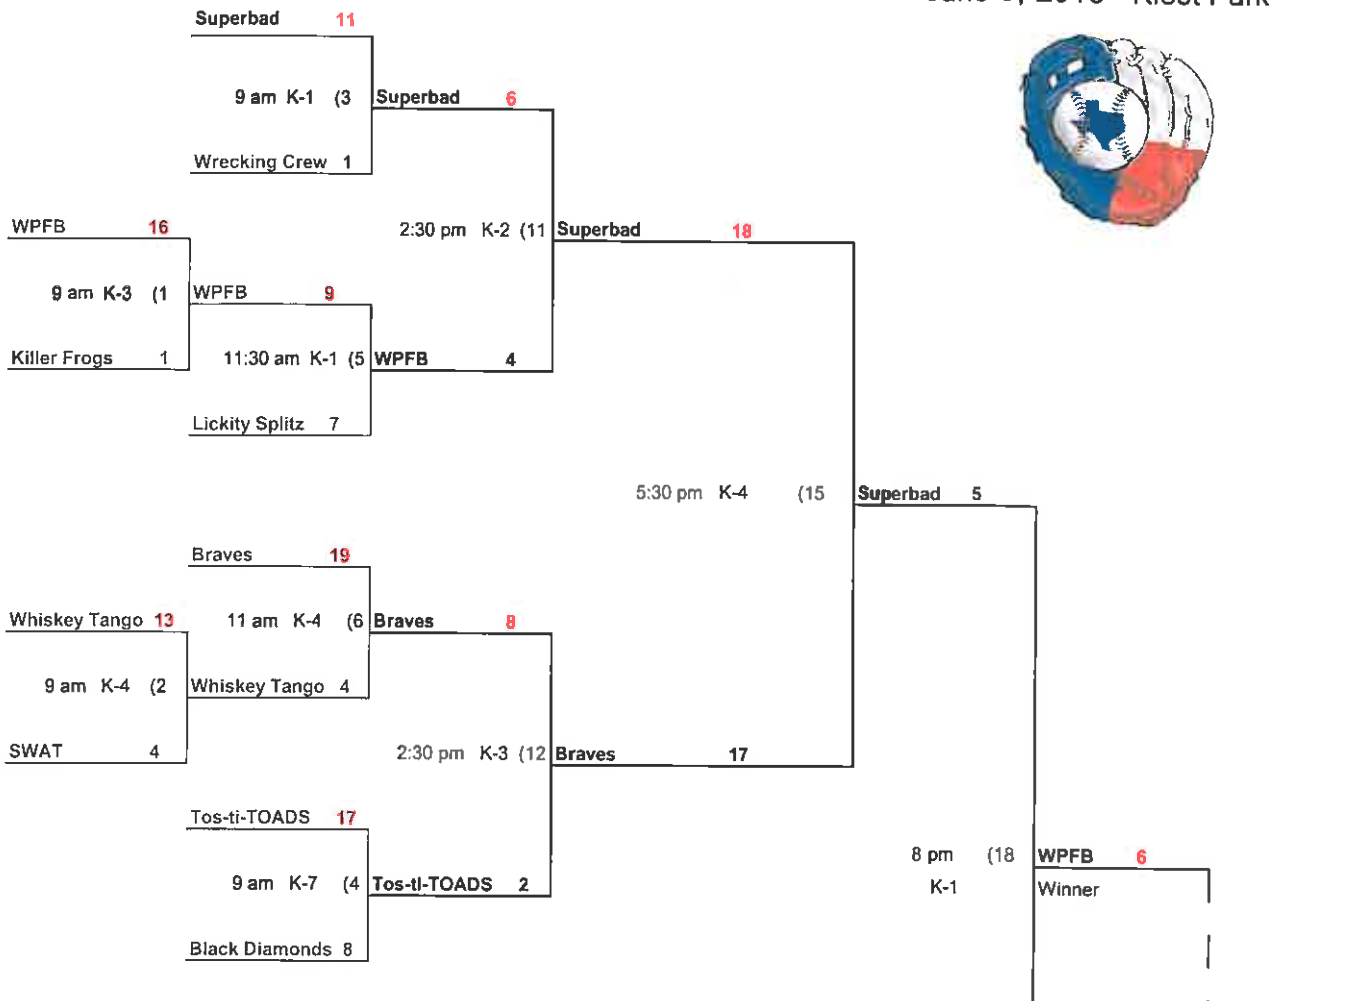 Superbad 11
9 am K-1 (3 Superbad 6
Wrecking Crew 1
WPFB 16
2:30 pm K-2 (11 Superbad 18
9 am K-3 (1 WPFB 9
Killer Frogs 1
11:30 am K-1 (5 WPFB 4
Lickity Splitz 7
5:30 pm K-4 (15 Superbad 5
Braves 19
Whiskey Tango 13
11 am K-4 (6 Braves 8
9 am K-4 (2 Whiskey Tango 4
SWAT 4
2:30 pm K-3 (12 Braves 17
Tos-ti-TOADS 17
8 pm (18 WPFB 6
9 am K-7 (4 Tos-ti-TOADS 2
K-1 Winner
Black Diamonds 8